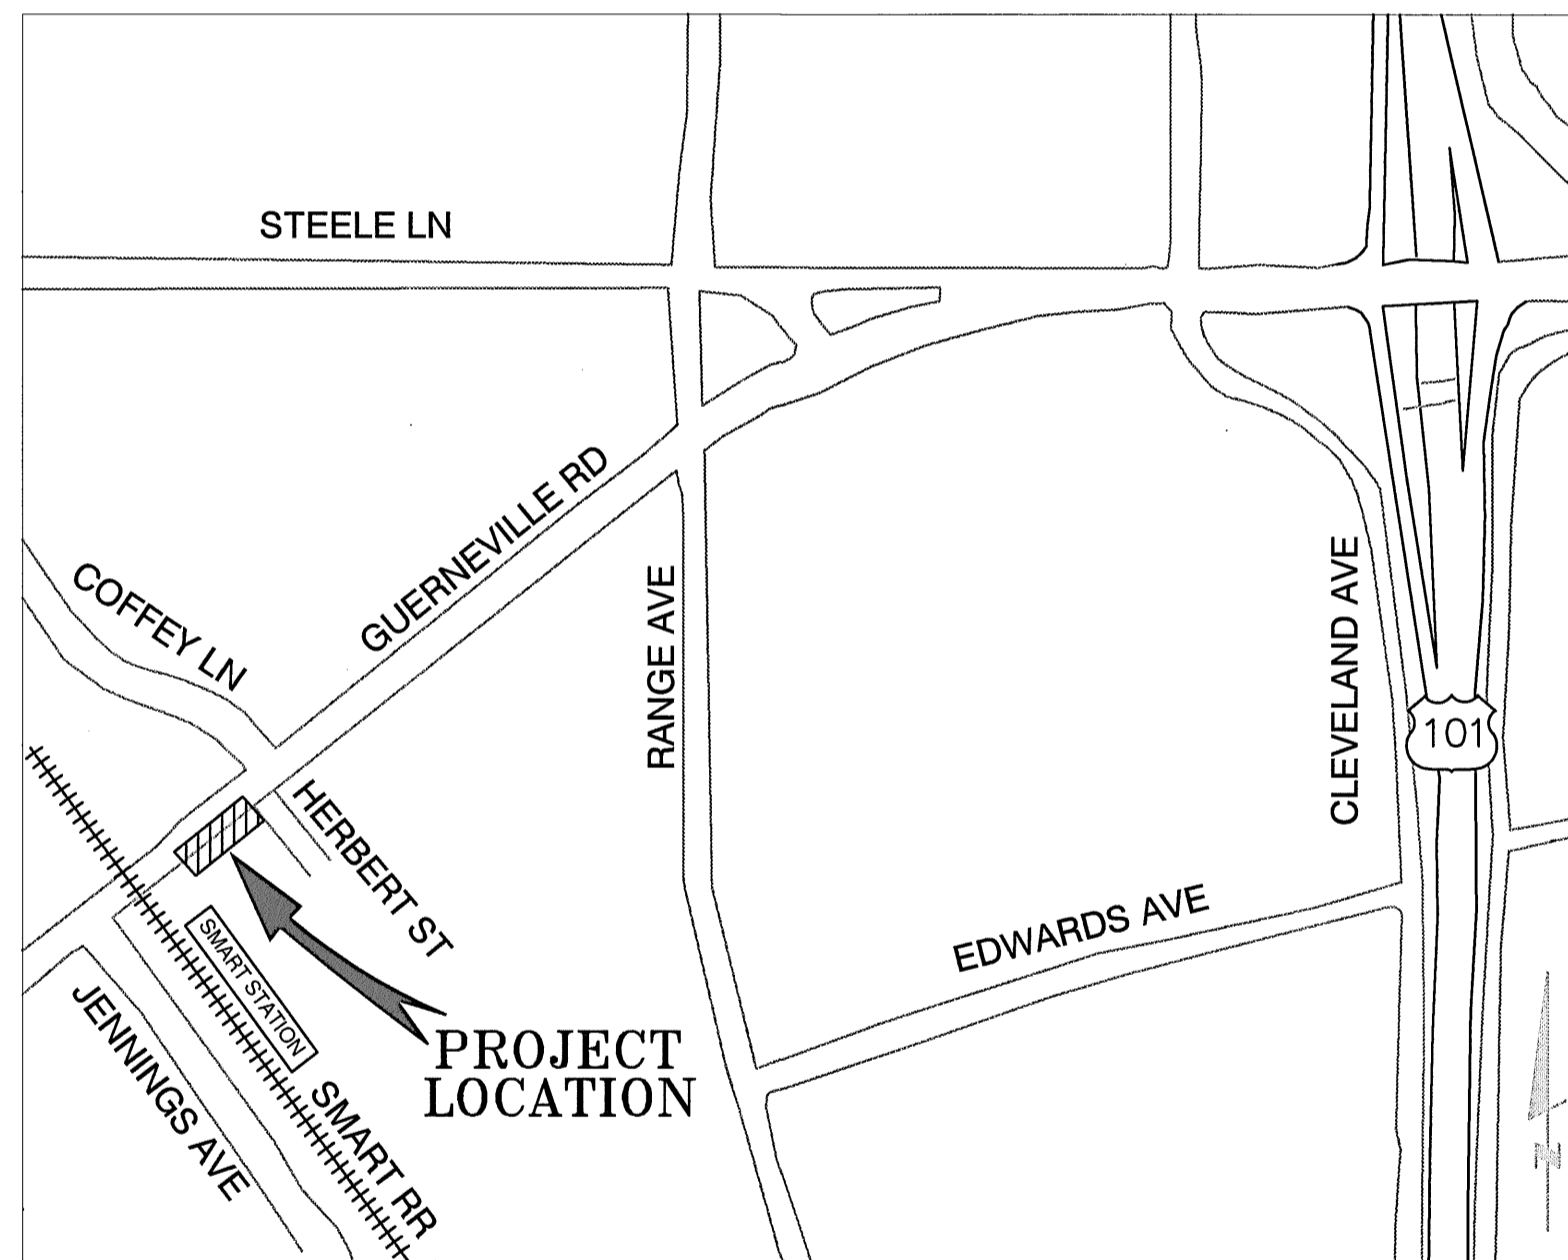 STEELE LN
GUERNEVILLE RD
COFFEY LN
RANGE AVE
CLEVELAND AVE
101
HERBERT ST
EDWARDS AVE
SMART STATION
JENNINGS AVE
PROJECT
LOCATION
SMART RR
N